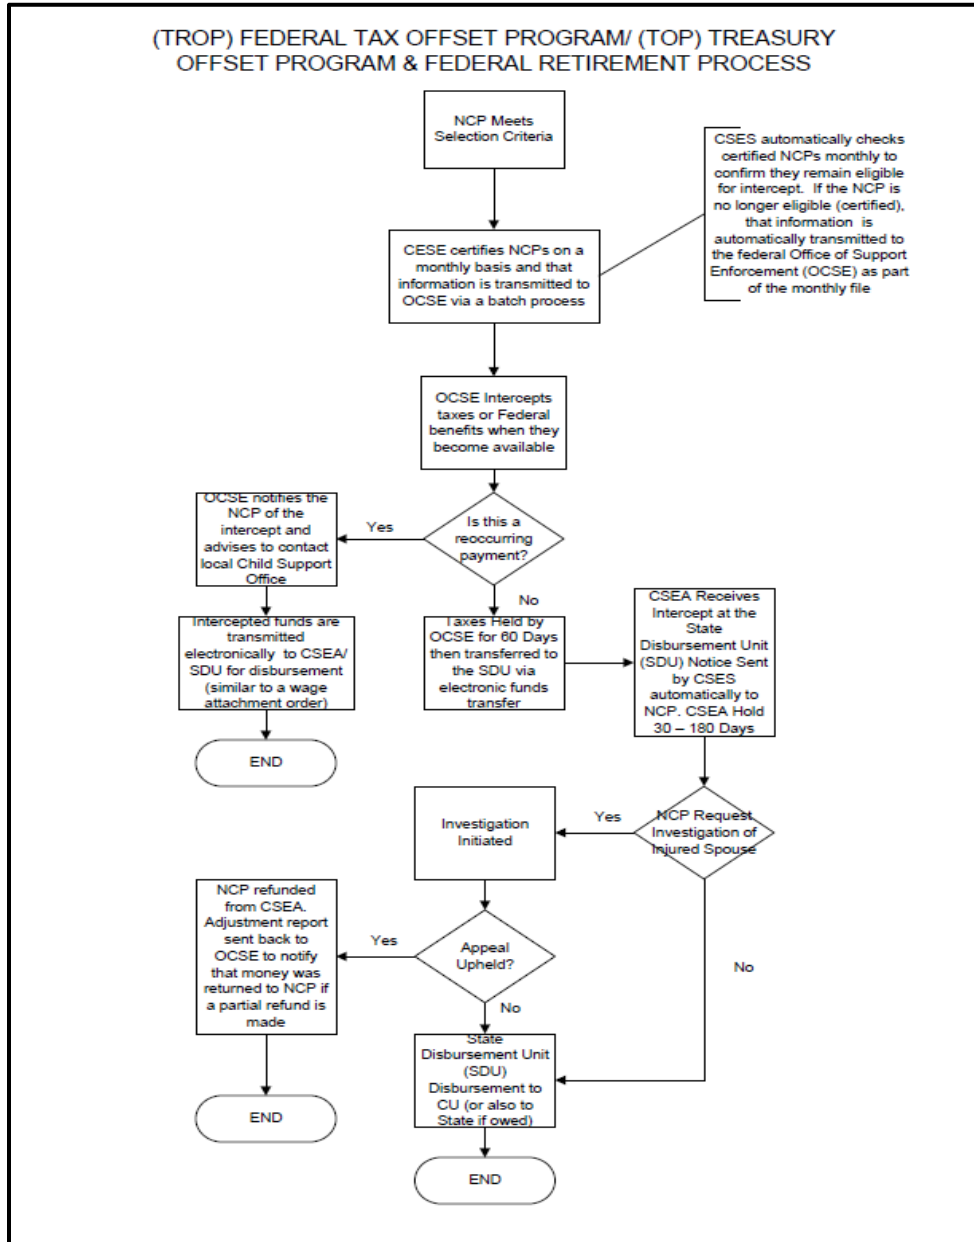 (TROP) FEDERAL TAX OFFSET PROGRAM/ (TOP) TREASURY
OFFSET PROGRAM & FEDERAL RETIREMENT PROCESS
NCP Meets
Selection Criteria
CSES automatically checks
certified NCPs monthly to
confirm they remain eligible
for intercept. If the NCP is
no longer eligible (certified),
that information is
automatically transmitted to
the federal Office of Support
Enforcement (OCSE) as part
of the monthly file
CESE certifies NCPs on a
monthly basis and that
information is transmitted to
OCSE via a batch process
OCSE Intercepts
taxes or Federal
benefits when they
become available
Is this a
reoccurring
payment?
Yes
OCSE notifies the
NCP of the
intercept and
advises to contact
local Child Support
Office
Intercepted funds are
transmitted
electronically to CSEA/
SDU for disbursement
(similar to a wage
attachment order)
END
No
Taxes Held by
OCSE for 60 Days
then transferred to
the SDU via
electronic funds
transfer
CSEA Receives
Intercept at the
State
Disbursement Unit
(SDU) Notice Sent
by CSES
automatically to
NCP. CSEA Hold
30 – 180 Days
NCP Request
Investigation of
Injured Spouse
Yes
Investigation
Initiated
Appeal
Upheld?
Yes
NCP refunded
from CSEA.
Adjustment report
sent back to
OCSE to notify
that money was
returned to NCP if
a partial refund is
made
END
No
No
State
Disbursement Unit
(SDU)
Disbursement to
CU (or also to
State if owed)
END